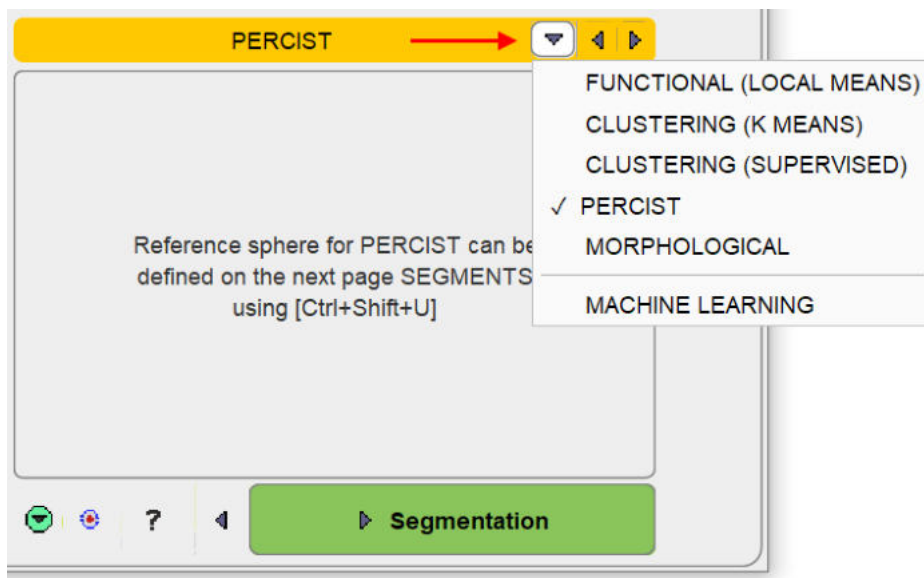 PERCIST
FUNCTIONAL (LOCAL MEANS)
CLUSTERING (K MEANS)
CLUSTERING (SUPERVISED)
✓ PERCIST
MORPHOLOGICAL
MACHINE LEARNING
Reference sphere for PERCIST can be
defined on the next page SEGMENTS
using [Ctrl+Shift+U]
?
Segmentation